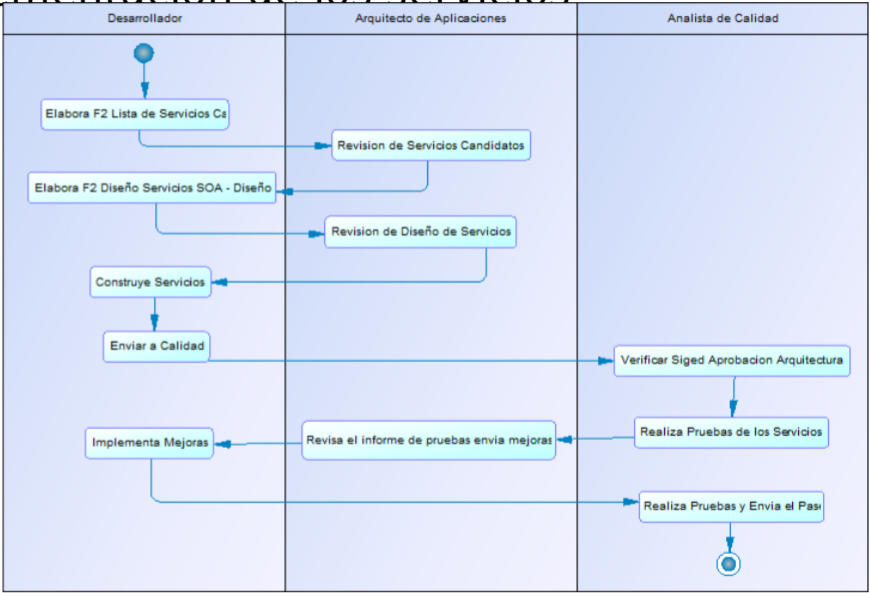 Desarrollador
Arquitecto de Aplicaciones
Analista de Calidad
Elabora F2 Lista de Servicios
Revision de Servicios Candidatos
Elabora F2 Diseño Servicios SOA - Diseño
Revision de Diseño de Servicios
Construye Servicios
Enviar a Calidad
Verificar Siged Aprobacion Arquitectura
Implementa Mejoras
Revisa el informe de pruebas envia mejoras
Realiza Pruebas de los Servicios
Realiza Pruebas y Envia el